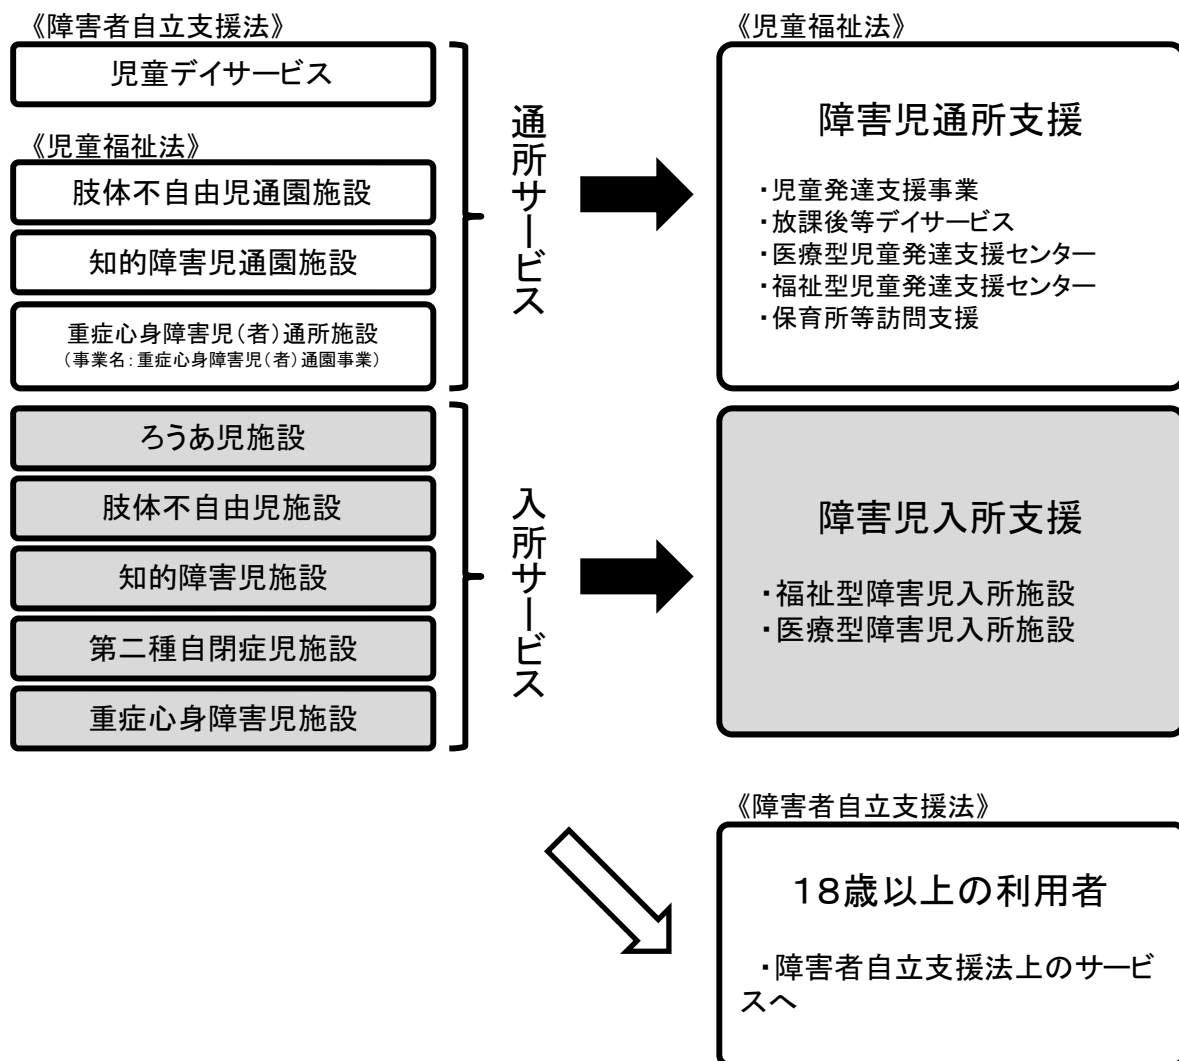 《障害者自立支援法》
児童デイサービス
《児童福祉法》
肢体不自由児通園施設
知的障害児通園施設
重症心身障害児(者)通所施設
(事業名:重症心身障害児(者)通園事業)
通所サービス
ろうあ児施設
肢体不自由児施設
知的障害児施設
第二種自閉症児施設
重症心身障害児施設
入所サービス
《児童福祉法》
障害児通所支援
・児童発達支援事業
・放課後等デイサービス
・医療型児童発達支援センター
・福祉型児童発達支援センター
・保育所等訪問支援
障害児入所支援
・福祉型障害児入所施設
・医療型障害児入所施設
《障害者自立支援法》
18歳以上の利用者
・障害者自立支援法上のサービ
スへ